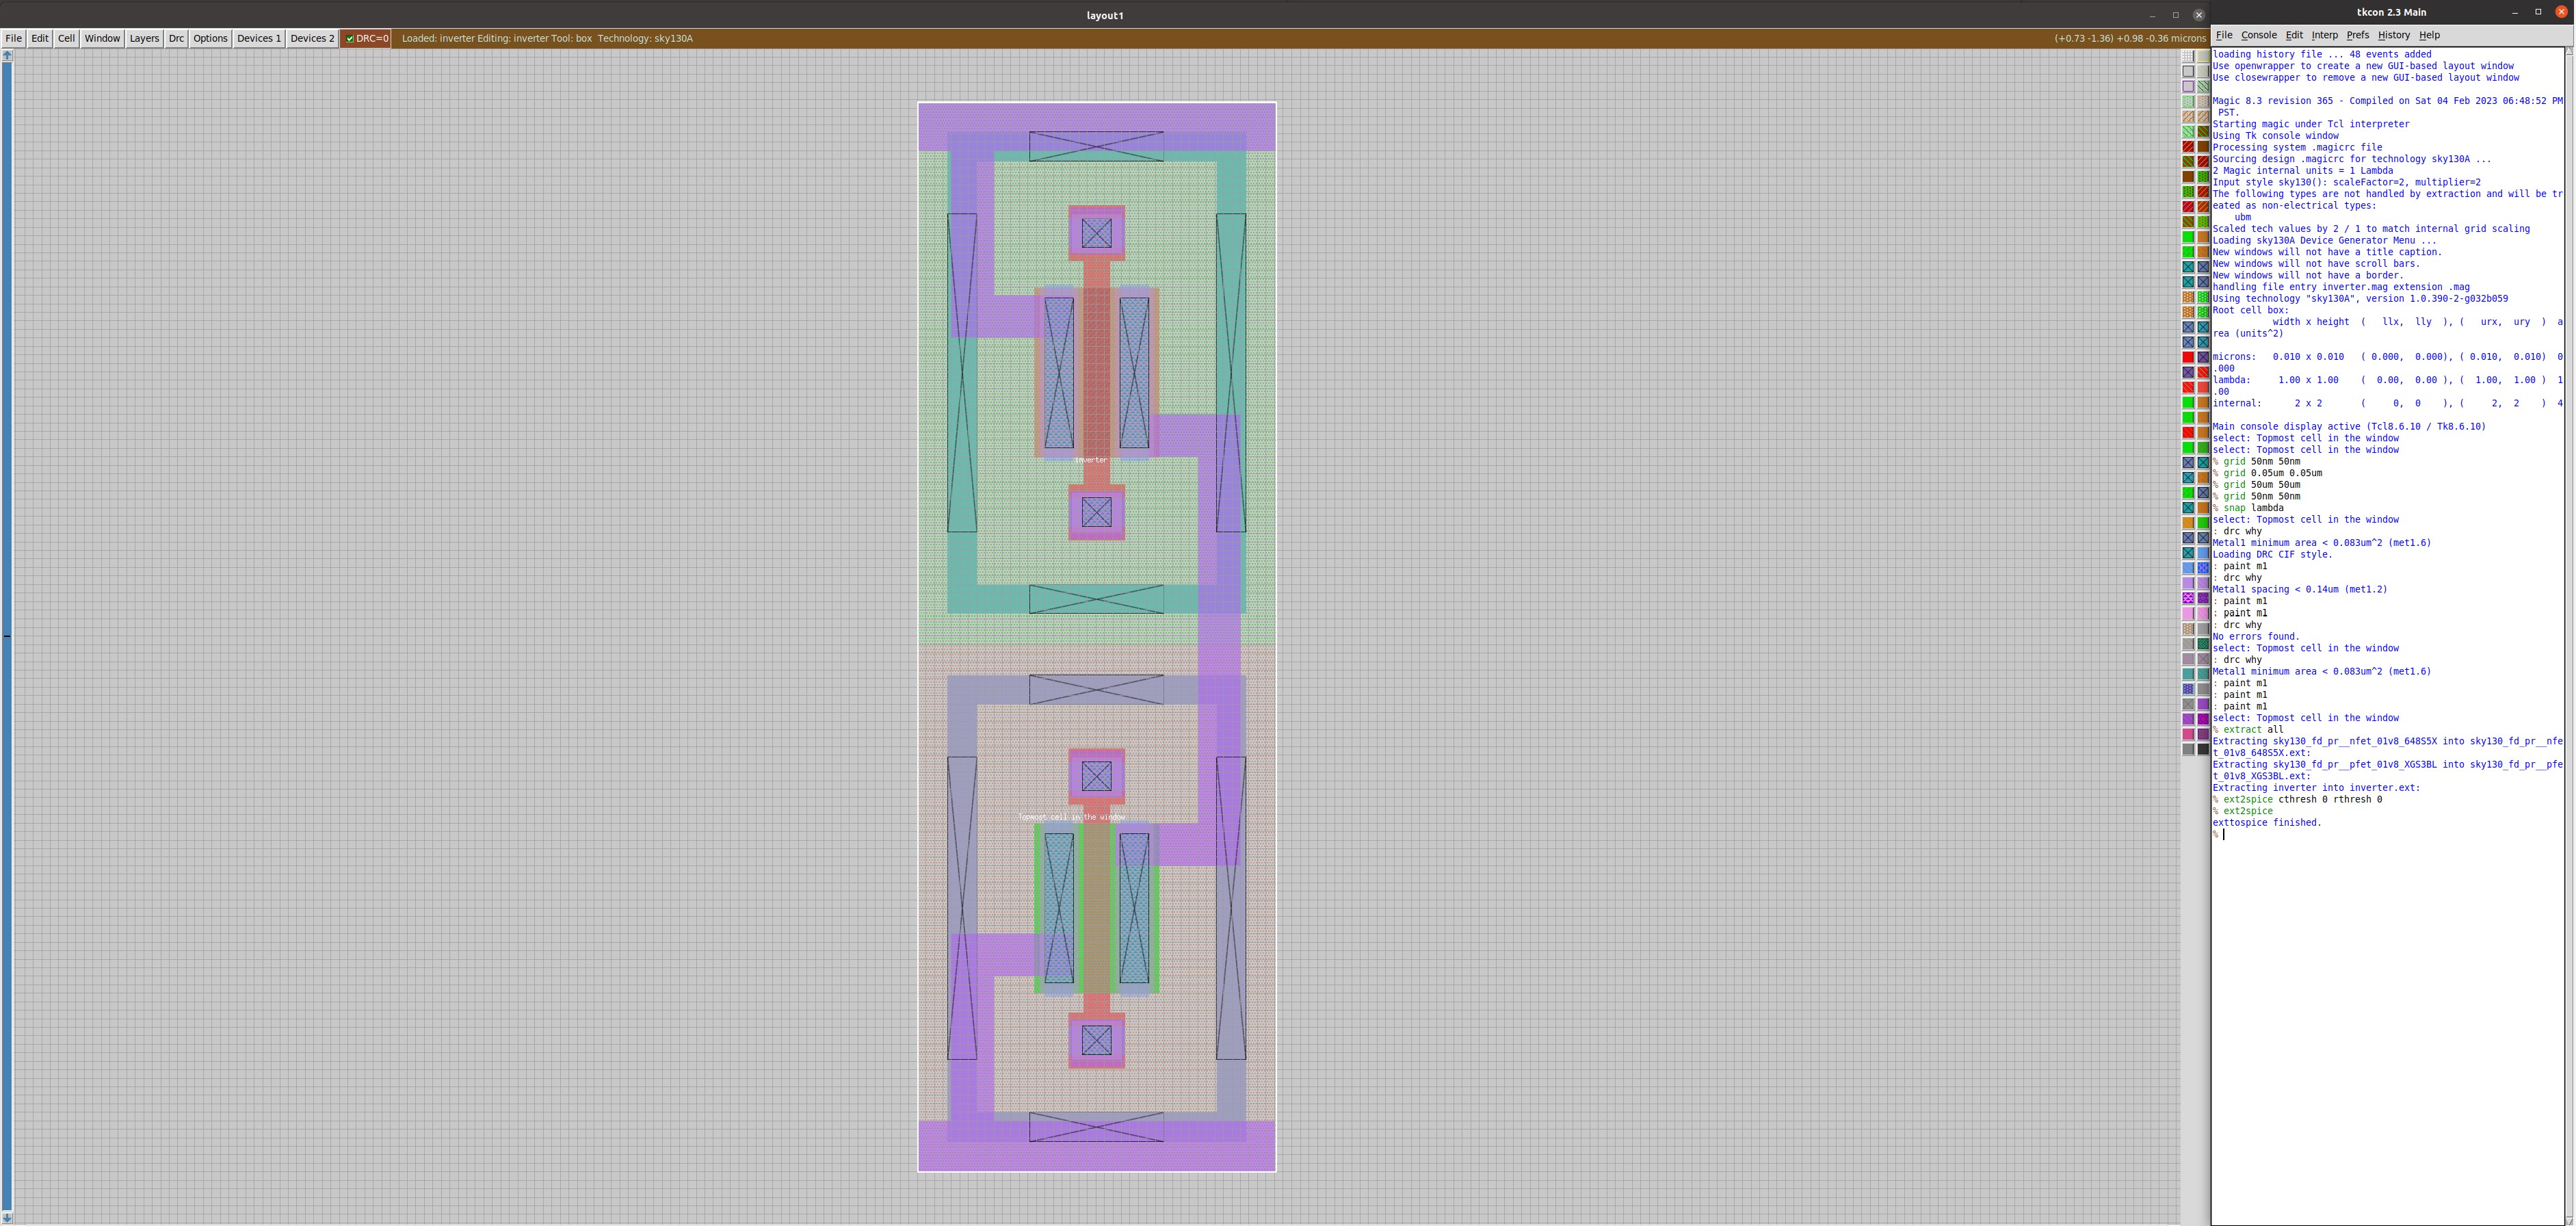 layout1
File Edit Cell Window Layers Drc Options Devices 1 Devices 2 DRC=0 Loaded: inverter Editing: inverter Tool: box Technology: sky130A (+0.73 -1.36) +0.98 -0.36 microns
inverter
Topmost cell in the window
tkcon 2.3 Main
File Console Edit Interp Prefs History Help
loading history file ... 48 events added
Use openwrapper to create a new GUI-based layout window
Use closewrapper to remove a new GUI-based layout window
Magic 8.3 revision 365 - Compiled on Sat 04 Feb 2023 06:48:52 PM
PST.
Starting magic under Tcl interpreter
Using Tk console window
Processing system .magicrc file
Sourcing design .magicrc for technology sky130A ...
2 Magic internal units = 1 Lambda
Input style sky130(): scaleFactor=2, multiplier=2
The following types are not handled by extraction and will be tr
eated as non-electrical types:
ubm
Scaled tech values by 2 / 1 to match internal grid scaling
Loading sky130A Device Generator Menu ...
New windows will not have a title caption.
New windows will not have scroll bars.
New windows will not have a border.
handling file entry inverter.mag extension .mag
Using technology "sky130A", version 1.0.390-2-g032b059
Root cell box:
width x height ( llx, lly ), ( urx, ury ) a
rea (units^2)
microns: 0.010 x 0.010 ( 0.000, 0.000), ( 0.010, 0.010) 0
.000
lambda: 1.00 x 1.00 ( 0.00, 0.00 ), ( 1.00, 1.00 ) 1
.00
internal: 2 x 2 ( 0, 0 ), ( 2, 2 ) 4
Main console display active (Tcl8.6.10 / Tk8.6.10)
select: Topmost cell in the window
select: Topmost cell in the window
% grid 50nm 50nm
% grid 0.05um 0.05um
% grid 50um 50um
% grid 50nm 50nm
% snap lambda
select: Topmost cell in the window
: drc why
Metal1 minimum area < 0.083um^2 (met1.6)
Loading DRC CIF style.
: paint m1
: drc why
Metal1 spacing < 0.14um (met1.2)
: paint m1
: paint m1
: drc why
No errors found.
select: Topmost cell in the window
: drc why
Metal1 minimum area < 0.083um^2 (met1.6)
: paint m1
: paint m1
: paint m1
select: Topmost cell in the window
% extract all
Extracting sky130_fd_pr__nfet_01v8_648S5X into sky130_fd_pr__nfe
t_01v8_648S5X.ext:
Extracting sky130_fd_pr__pfet_01v8_XGS3BL into sky130_fd_pr__pfe
t_01v8_XGS3BL.ext:
Extracting inverter into inverter.ext:
% ext2spice cthresh 0 rthresh 0
% ext2spice
exttospice finished.
%